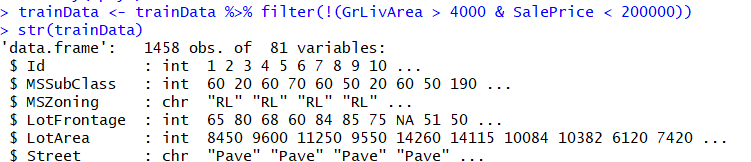 > trainData <- trainData %>% filter(!(GrLivArea > 4000 & SalePrice < 200000))
> str(trainData)
'data.frame':   1458 obs. of  81 variables:
 $ Id           : int  1 2 3 4 5 6 7 8 9 10 ...
 $ MSSubClass   : int  60 20 60 70 60 50 20 60 50 190 ...
 $ MSZoning     : chr  "RL" "RL" "RL" "RL" ...
 $ LotFrontage  : int  65 80 68 60 84 85 75 NA 51 50 ...
 $ LotArea      : int  8450 9600 11250 9550 14260 14115 10084 10382 6120 7420 ...
 $ Street       : chr  "Pave" "Pave" "Pave" "Pave" ...